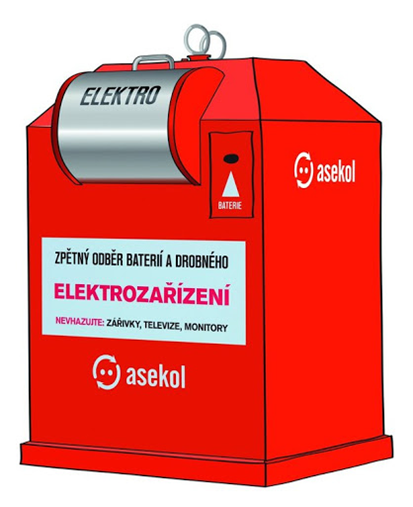 ELEKTRO
BATERIE
asekol
ZPĚTNÝ ODBĚR BATERIÍ A DROBNÉHO
ELEKTROZAŘÍZENÍ
NEVHAZUJTE: ZÁŘIVKY, TELEVIZE, MONITORY
asekol